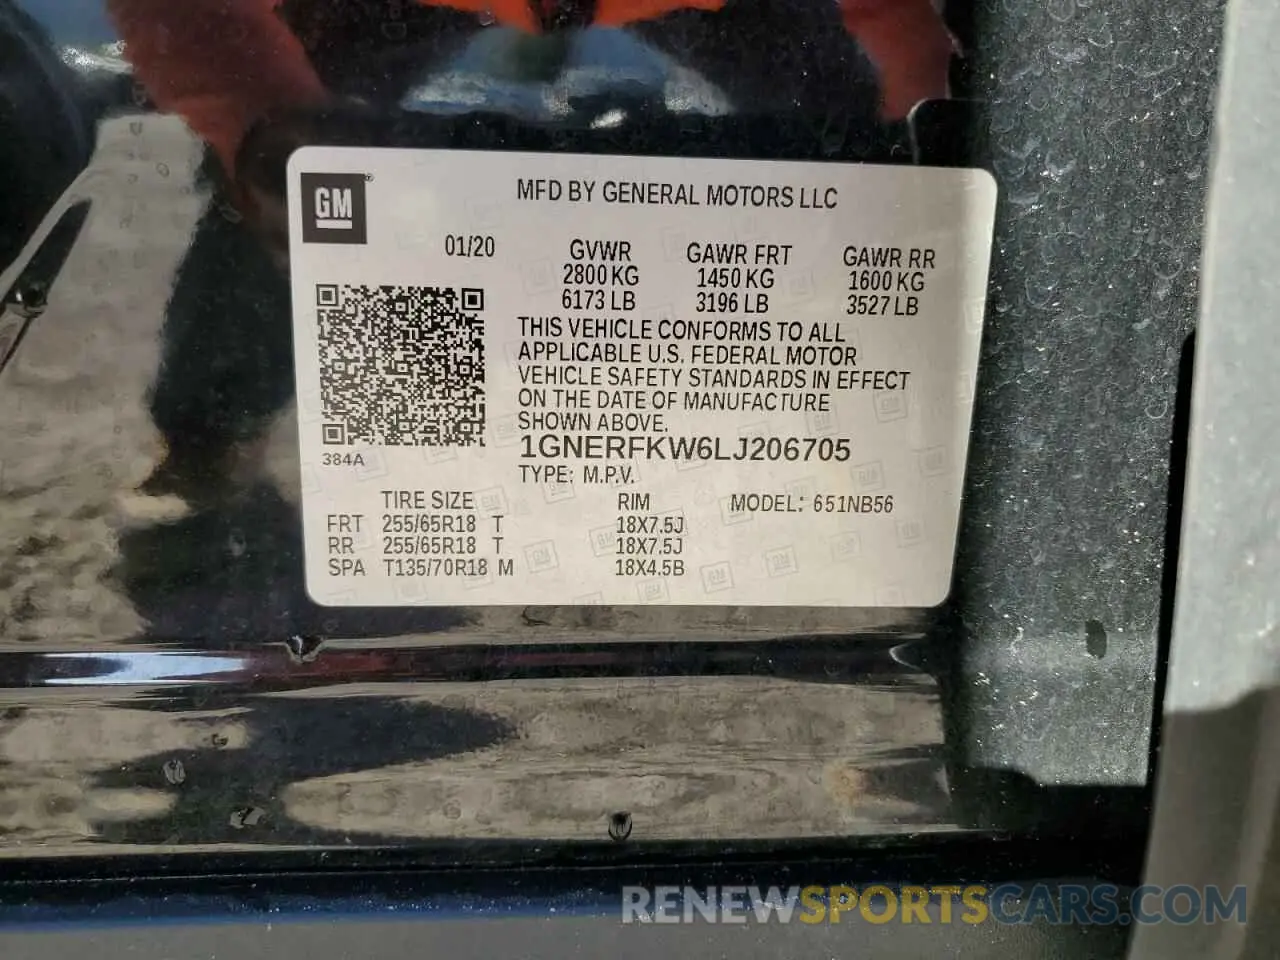 GM®
MFD BY GENERAL MOTORS LLC
01/20 GVWR GAWR FRT GAWR RR
2800 KG 1450 KG 1600 KG
6173 LB 3196 LB 3527 LB
THIS VEHICLE CONFORMS TO ALL
APPLICABLE U.S. FEDERAL MOTOR
VEHICLE SAFETY STANDARDS IN EFFECT
ON THE DATE OF MANUFACTURE
SHOWN ABOVE.
384A
1GNERFKW6LJ206705
TYPE: M.P.V.
TIRE SIZE RIM MODEL: 651NB56
FRT 255/65R18 T 18X7.5J
RR 255/65R18 T 18X7.5J
SPA T135/70R18 M 18X4.5B
RENEWSPORTSCARS.COM